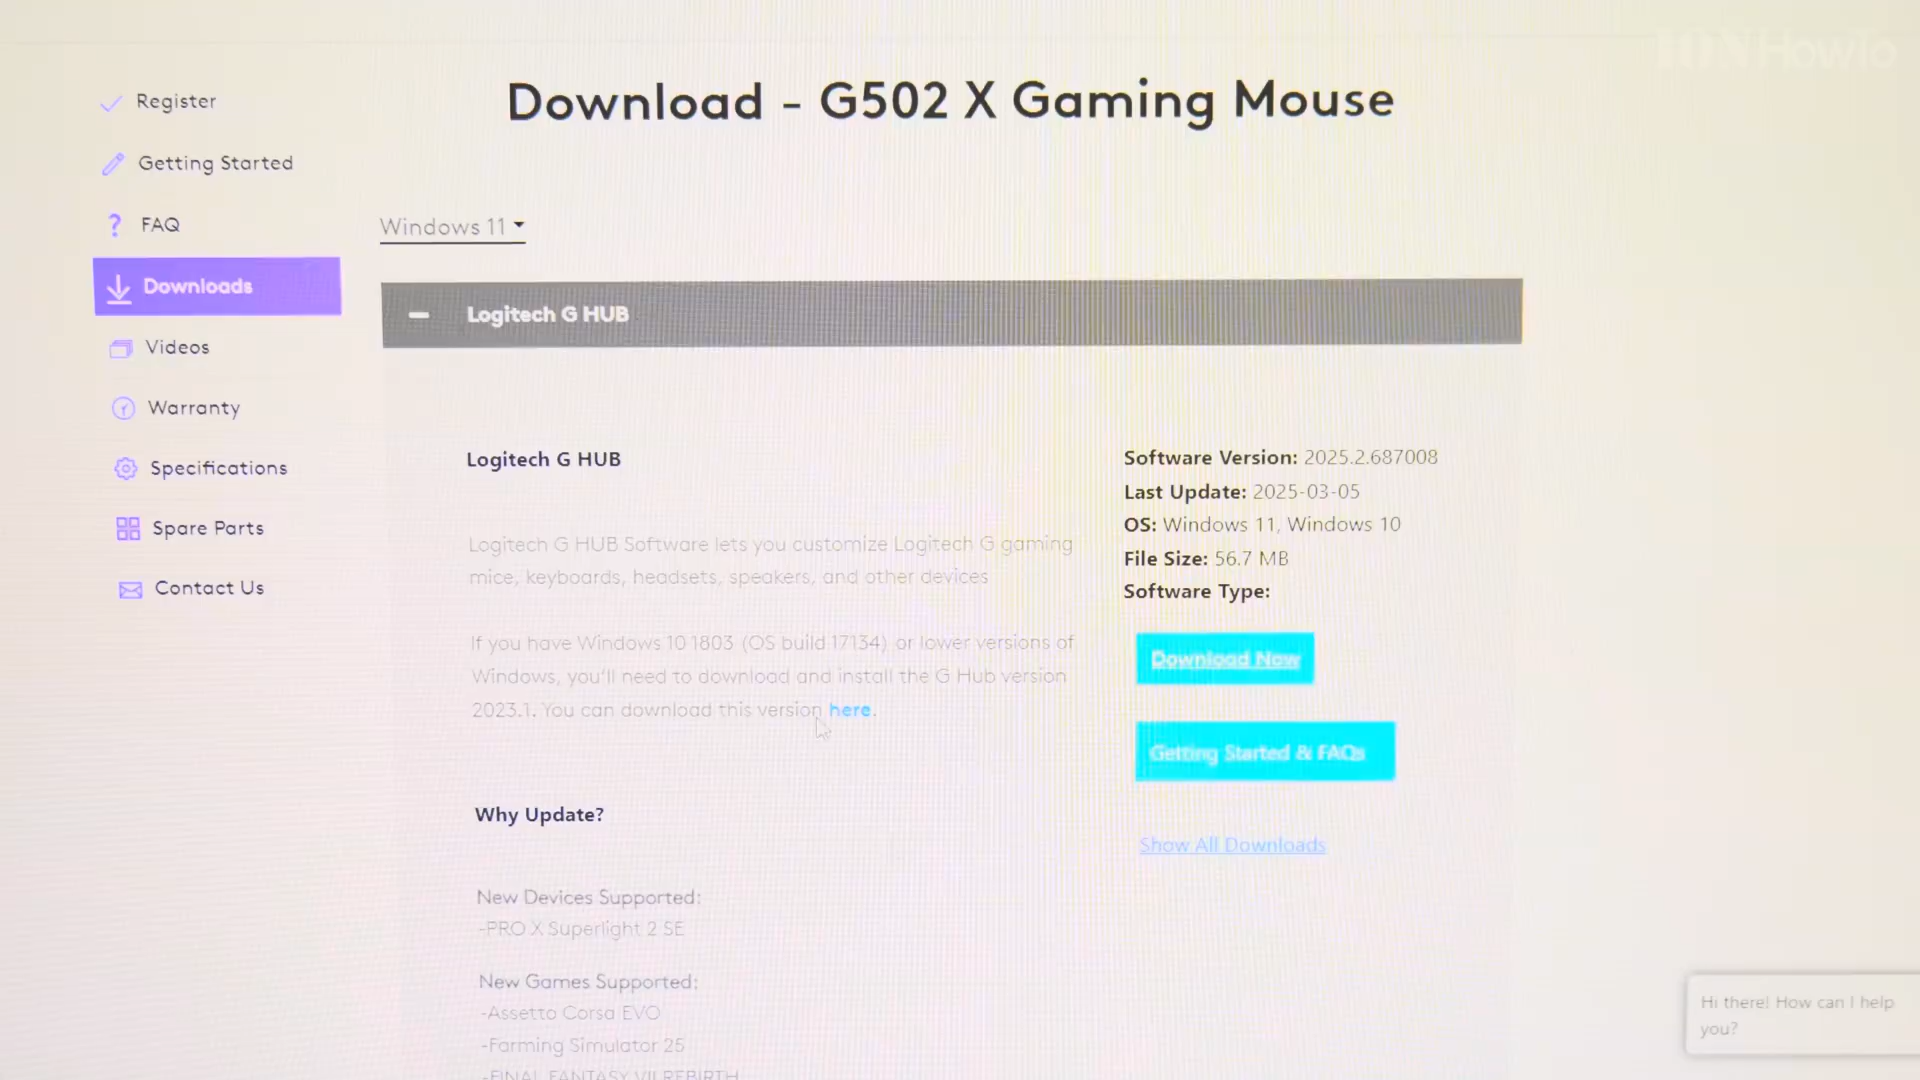 HowTo
Download - G502 X Gaming Mouse
Register
Getting Started
FAQ
Downloads
Videos
Warranty
Specifications
Spare Parts
Contact Us
Windows 11
Logitech G HUB
Logitech G HUB
Logitech G HUB Software lets you customize Logitech G gaming
mice, keyboards, headsets, speakers, and other devices
If you have Windows 10 1803 (OS build 17134) or lower versions of
Windows, you'll need to download and install the G Hub version
2023.1. You can download this version here.
Why Update?
New Devices Supported:
-PRO X Superlight 2 SE
New Games Supported:
-Assetto Corsa EVO
-Farming Simulator 25
-FINAL FANTASY VII REBIRTH
Software Version: 2025.2.687008
Last Update: 2025-03-05
OS: Windows 11, Windows 10
File Size: 56.7 MB
Software Type:
Download Now
Getting Started & FAQs
Show All Downloads
Hi there! How can I help
you?